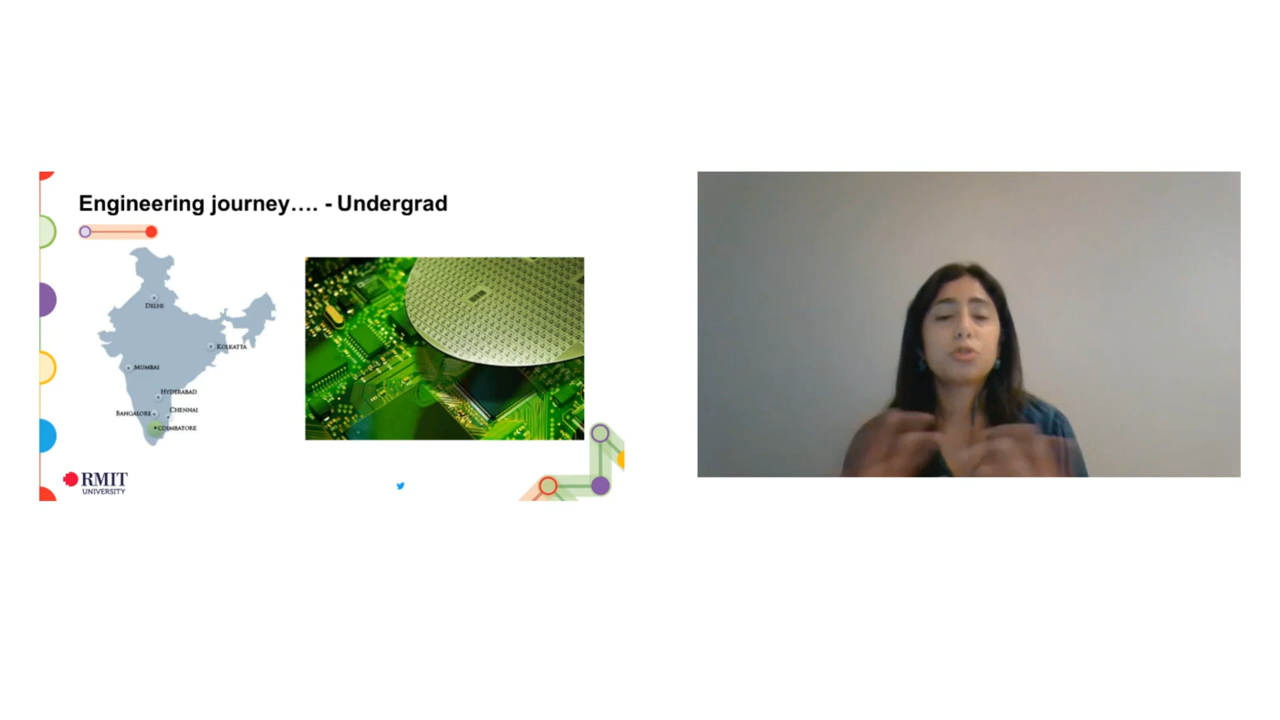 Engineering journey…. - Undergrad
DELHI
KOLKATTA
MUMBAI
HYDERABAD
BANGALORE
CHENNAI
COIMBATORE
RMIT
UNIVERSITY